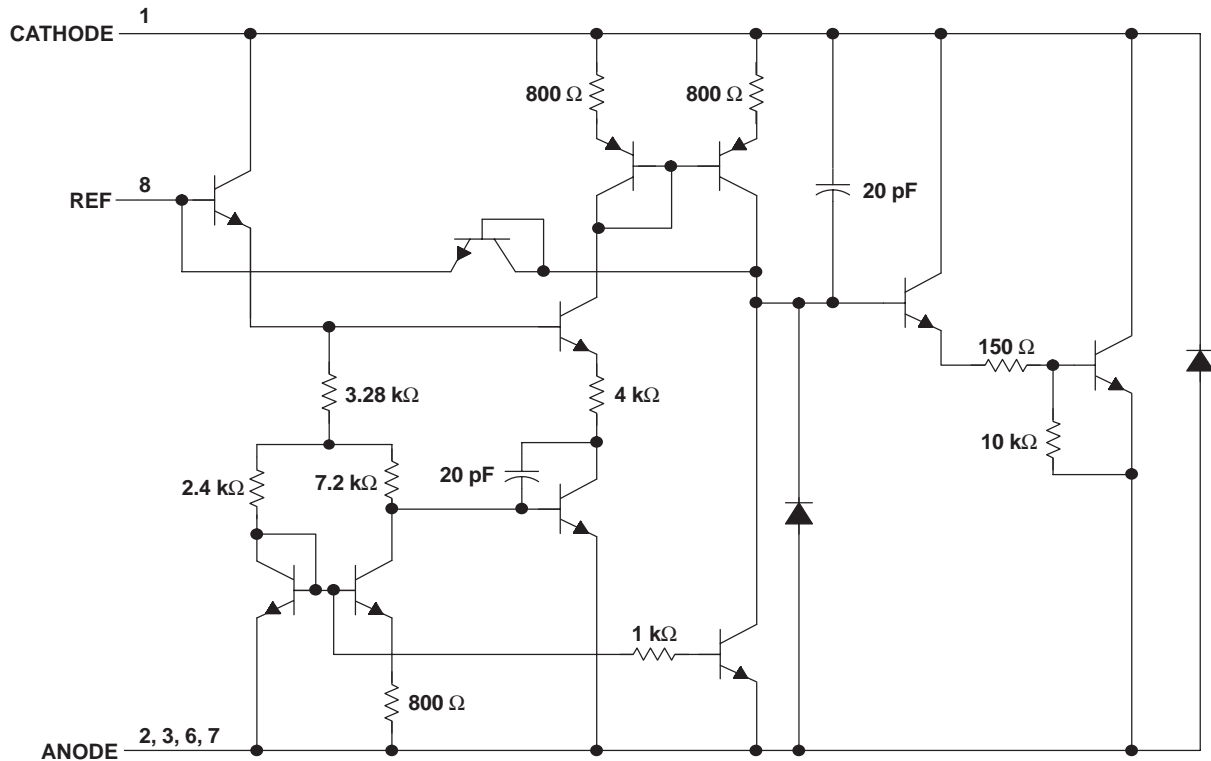 1
CATHODE
800 Ω
800 Ω
8
REF
20 pF
150 Ω
3.28 kΩ
4 kΩ
10 kΩ
2.4 kΩ
7.2 kΩ
20 pF
1 kΩ
800 Ω
2, 3, 6, 7
ANODE